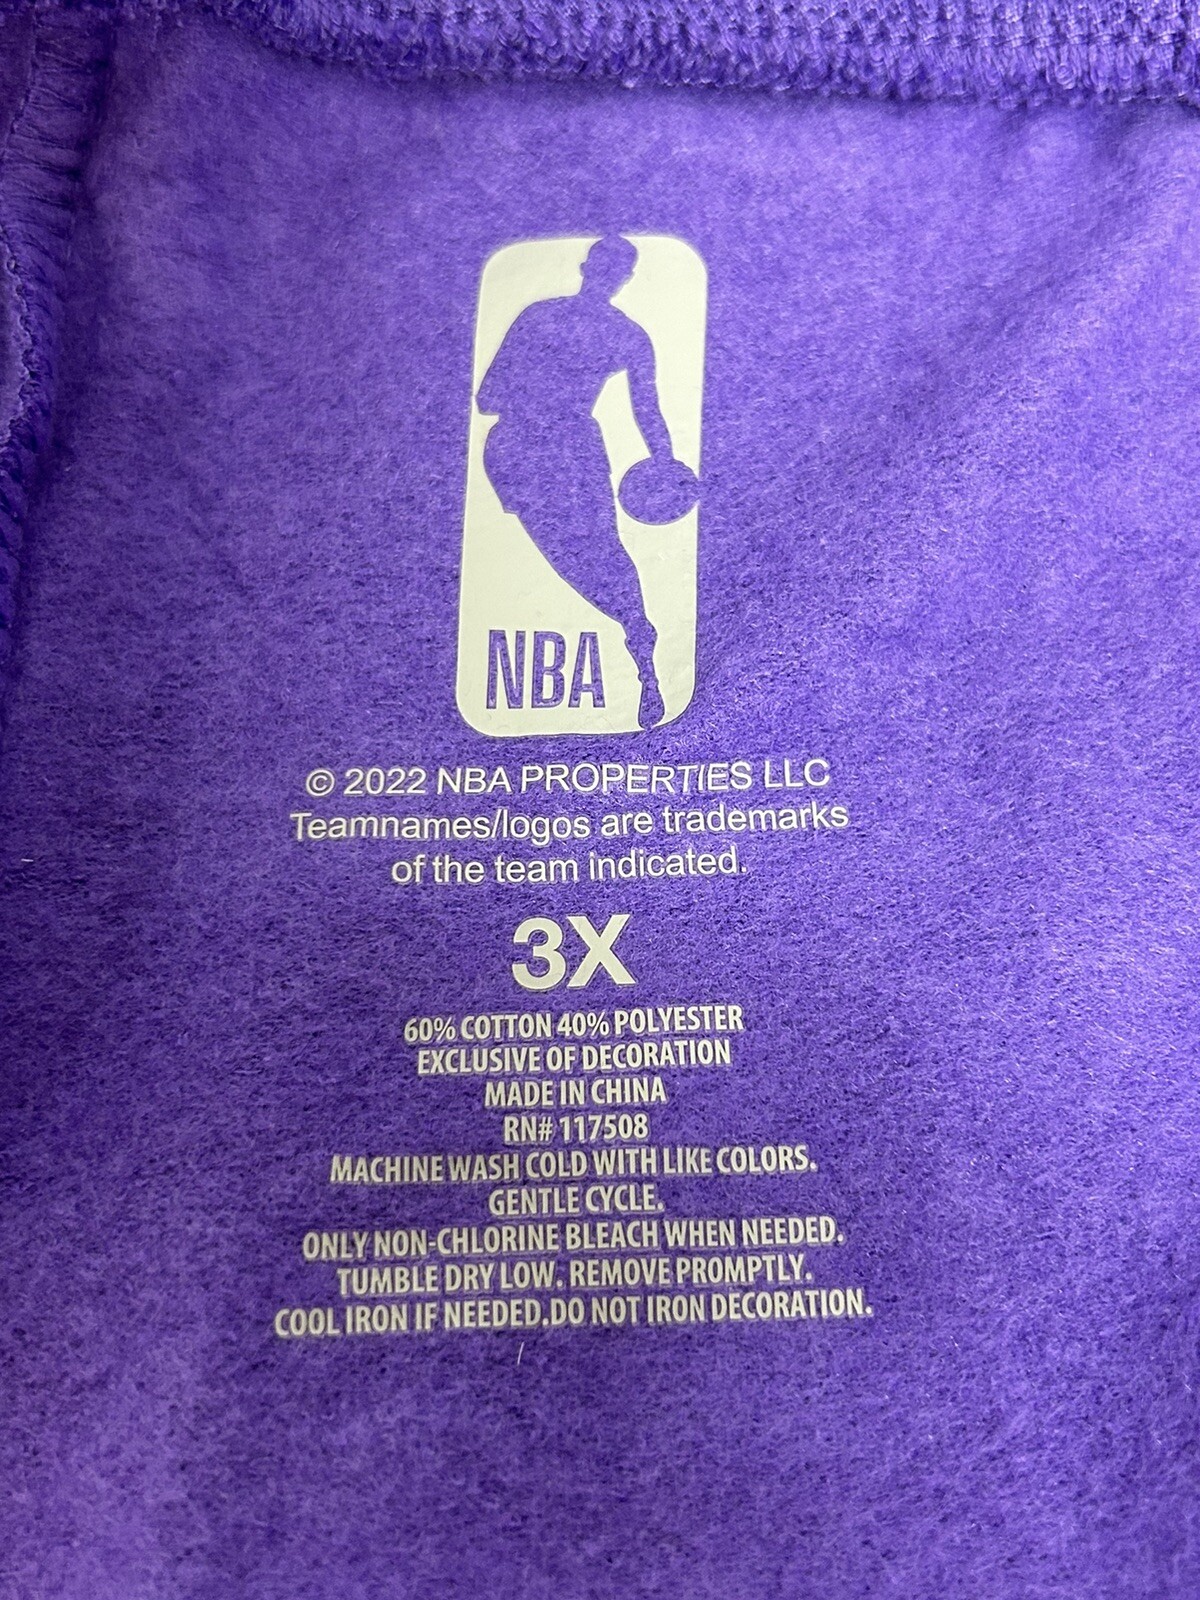 NBA
© 2022 NBA PROPERTIES LLC
Teamnames/logos are trademarks
of the team indicated.
3X
60% COTTON 40% POLYESTER
EXCLUSIVE OF DECORATION
MADE IN CHINA
RN# 117508
MACHINE WASH COLD WITH LIKE COLORS.
GENTLE CYCLE.
ONLY NON-CHLORINE BLEACH WHEN NEEDED.
TUMBLE DRY LOW. REMOVE PROMPTLY.
COOL IRON IF NEEDED.DO NOT IRON DECORATION.